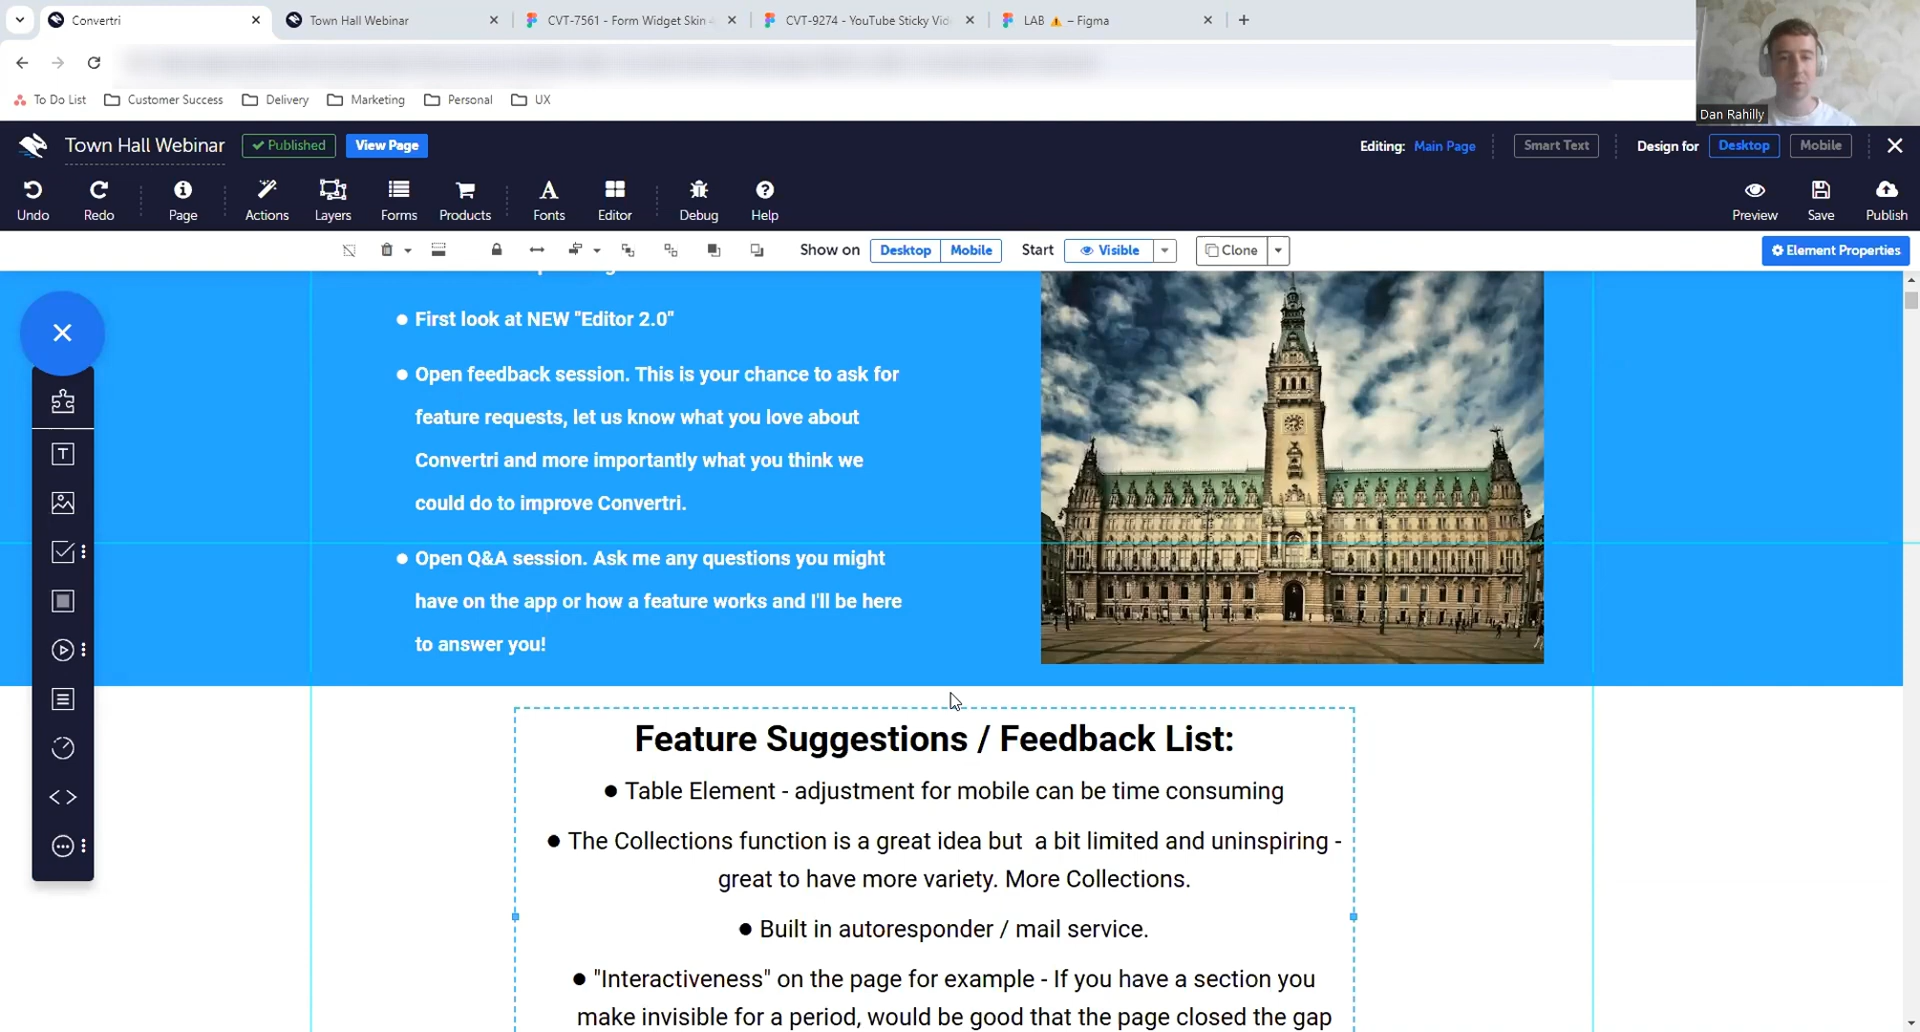 Convertri
Town Hall Webinar
CVT-7561 - Form Widget Skin
CVT-9274 - YouTube Sticky Vid
LAB ⚠ – Figma
To Do List
Customer Success
Delivery
Marketing
Personal
UX
Dan Rahilly
Town Hall Webinar
Published
View Page
Editing: Main Page
Smart Text
Design for
Desktop
Mobile
Undo
Redo
Page
Actions
Layers
Forms
Products
Fonts
Editor
Debug
Help
Preview
Save
Publish
Show on
Desktop
Mobile
Start
Visible
Clone
Element Properties
● First look at NEW "Editor 2.0"
● Open feedback session. This is your chance to ask for
feature requests, let us know what you love about
Convertri and more importantly what you think we
could do to improve Convertri.
● Open Q&A session. Ask me any questions you might
have on the app or how a feature works and I'll be here
to answer you!
Feature Suggestions / Feedback List:
● Table Element - adjustment for mobile can be time consuming
● The Collections function is a great idea but  a bit limited and uninspiring -
great to have more variety. More Collections.
● Built in autoresponder / mail service.
● "Interactiveness" on the page for example - If you have a section you
make invisible for a period, would be good that the page closed the gap